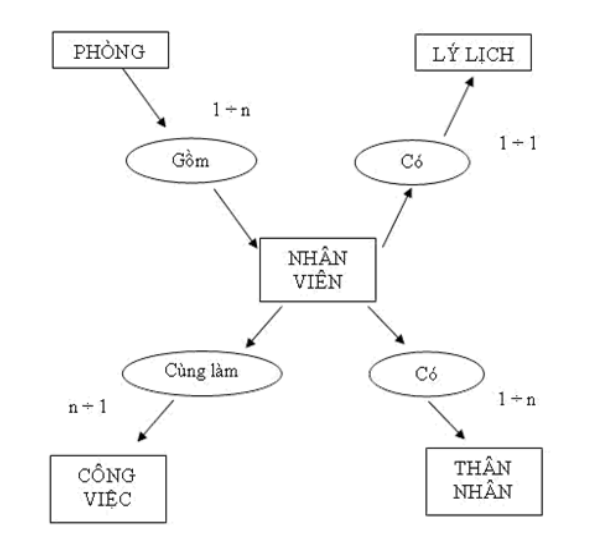 PHÒNG
LÝ LỊCH
1 ÷ n
1 ÷ 1
Gồm
Có
NHÂN
VIÊN
Cùng làm
Có
n ÷ 1
1 ÷ n
CÔNG
VIỆC
THÂN
NHÂN